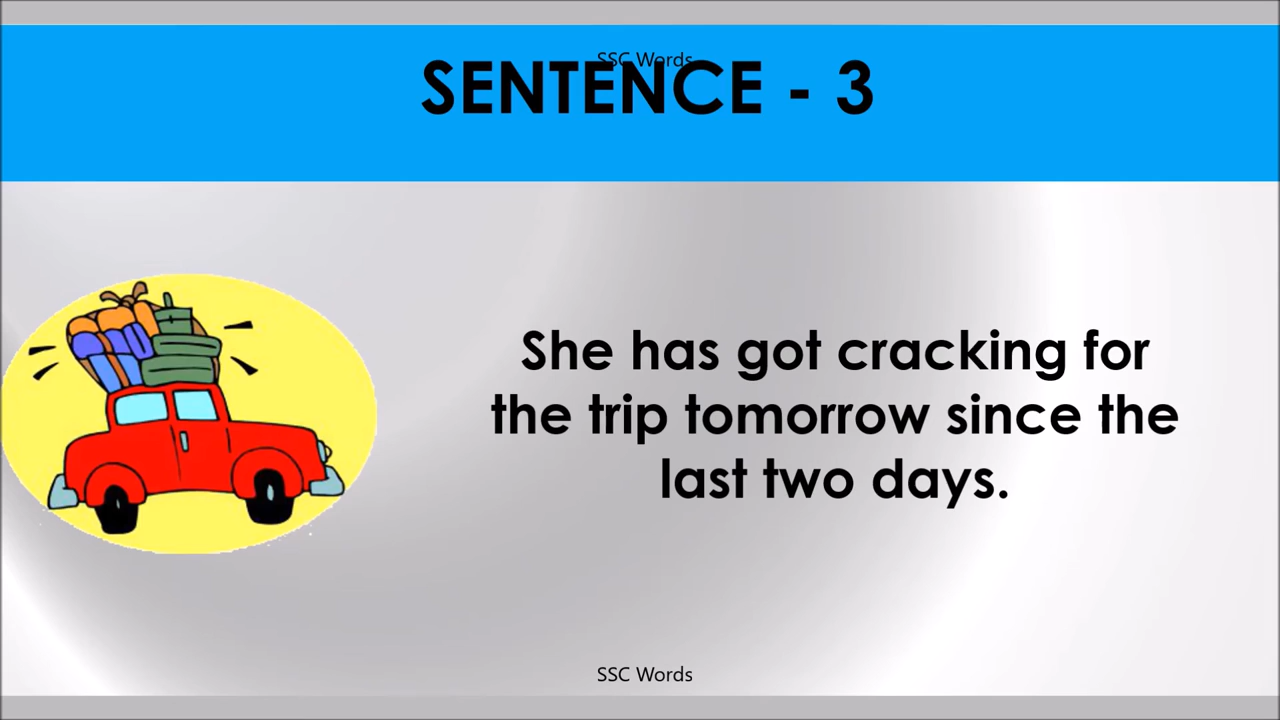 SSC Words
SENTENCE - 3
She has got cracking for
the trip tomorrow since the
last two days.
SSC Words